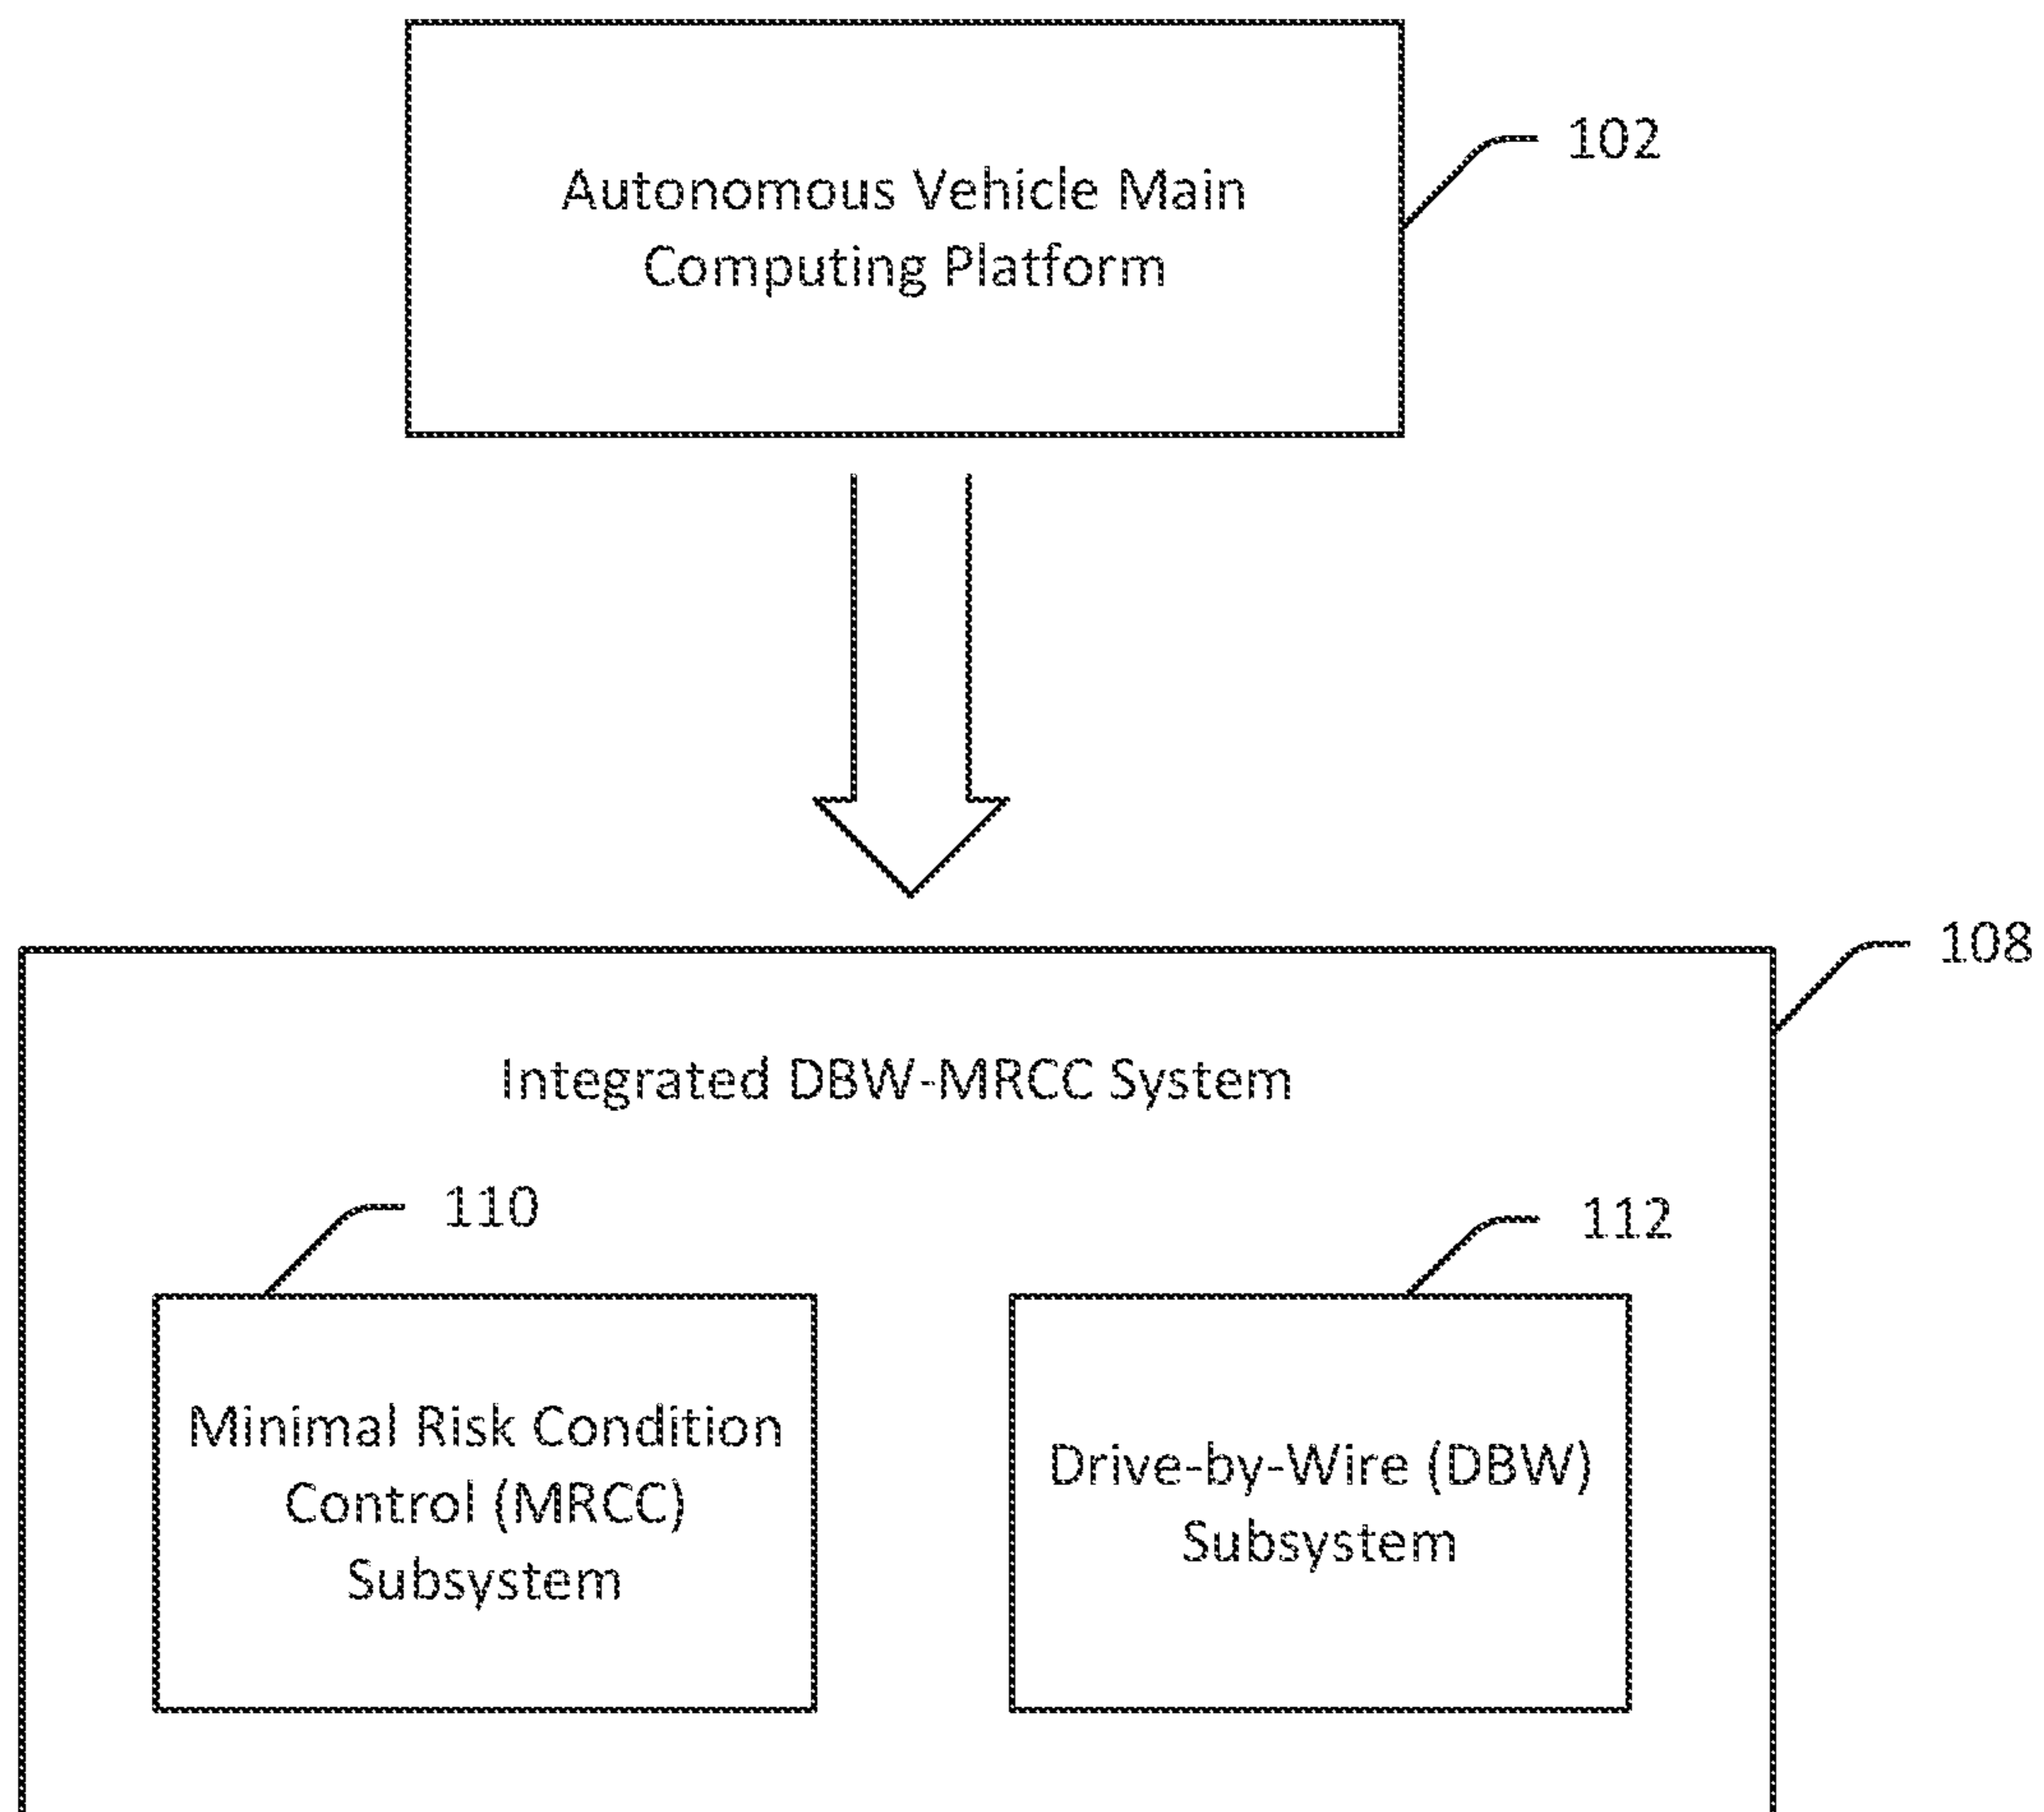 Autonomous Vehicle Main
Computing Platform
102
108
Integrated DBW-MRCC System
110
112
Minimal Risk Condition
Control (MRCC)
Subsystem
Drive-by-Wire (DBW)
Subsystem